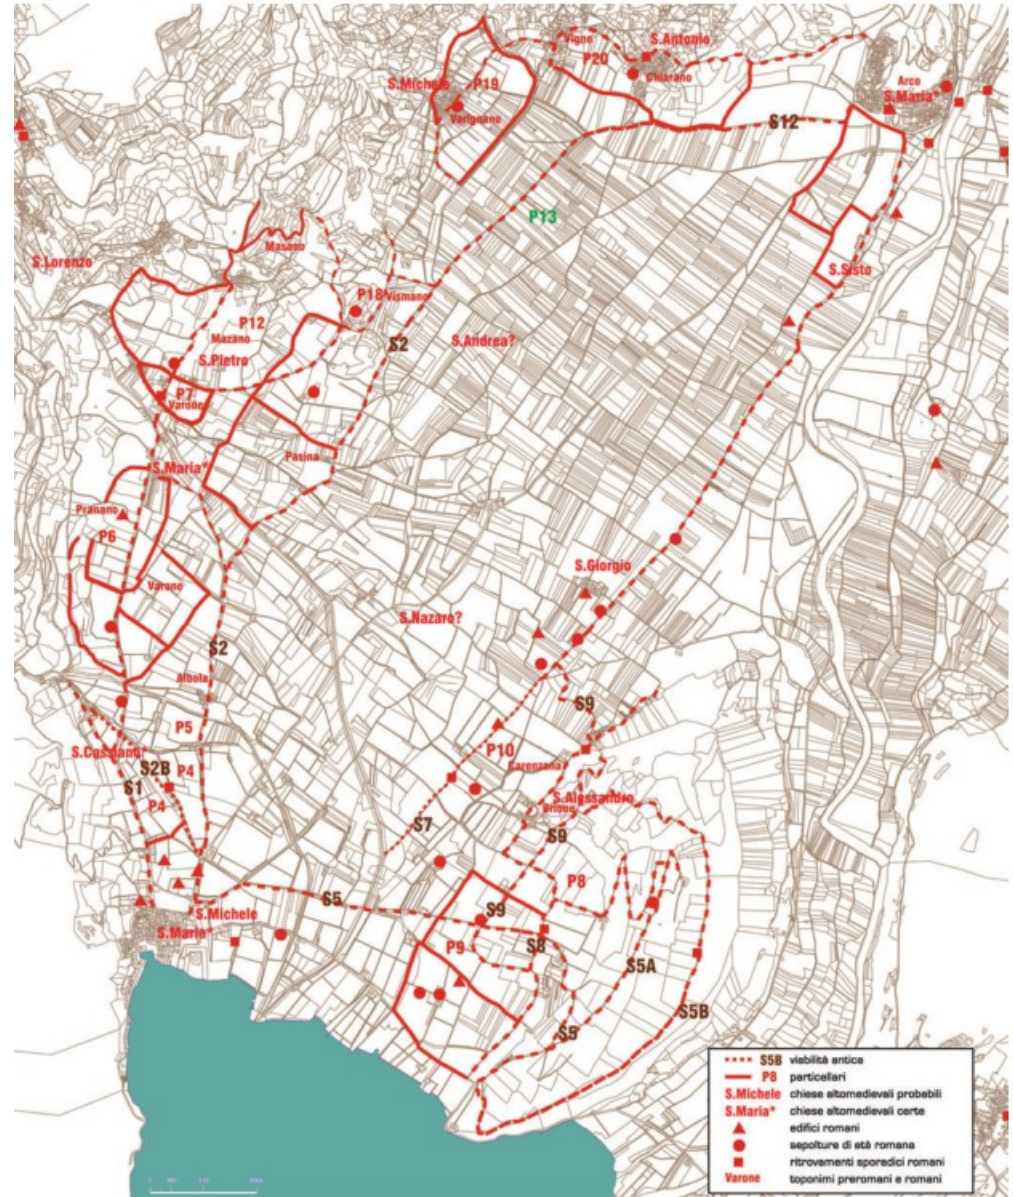 Vigne
S.Antonio
P20
S.Michele
P19
Chiarano
Arco
S.Maria*
Varignano
S12
P13
Masano
S.Lorenzo
P18
Vismano
P12
Mazano
S2
S.Andrea?
S.Sisto
S.Pietro
P7
Varone
Pasina
S.Maria*
Pranano
P6
S.Giorgio
Varone
S.Nazaro?
S2
Albola
S9
P5
S.Cassiano*
P10
S2B
P4
Carenzana
S1
P4
S.Alessandro
Brione
S7
S9
P8
S5
S9
S.Michele
S.Maria*
P9
S8
S5A
S5B
S5
S5B viabilità antica
P8 particellari
S.Michele chiese altomedievali probabili
S.Maria* chiese altomedievali certe
edifici romani
sepolture di età romana
ritrovamenti sporadici romani
Varone toponimi preromani e romani